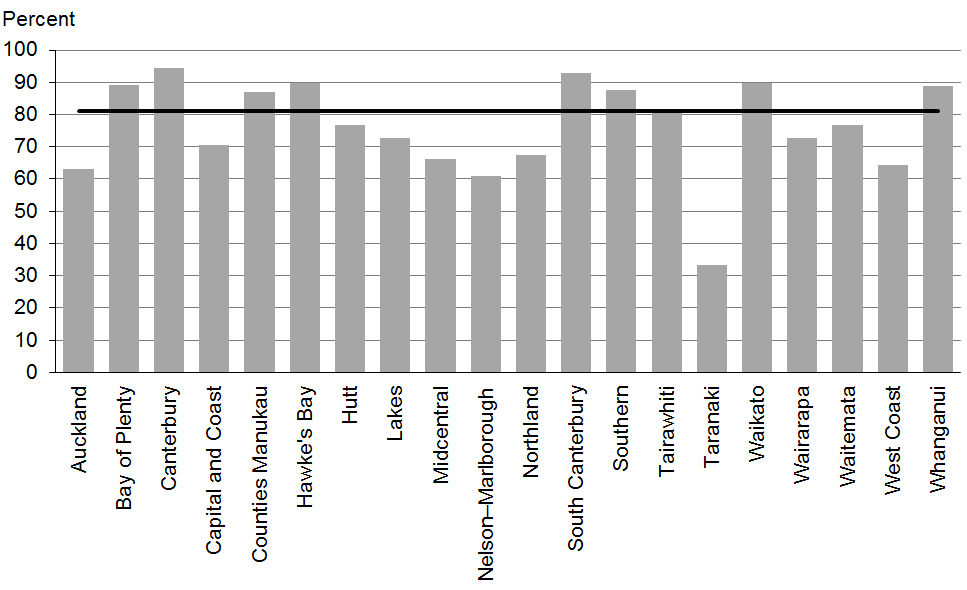 Percent
100
90
80
70
60
50
40
30
20
10
0
Auckland
Bay of Plenty
Canterbury
Capital and Coast
Counties Manukau
Hawke's Bay
Hutt
Lakes
Midcentral
Nelson–Marlborough
Northland
South Canterbury
Southern
Tairawhiti
Taranaki
Waikato
Wairarapa
Waitemata
West Coast
Whanganui